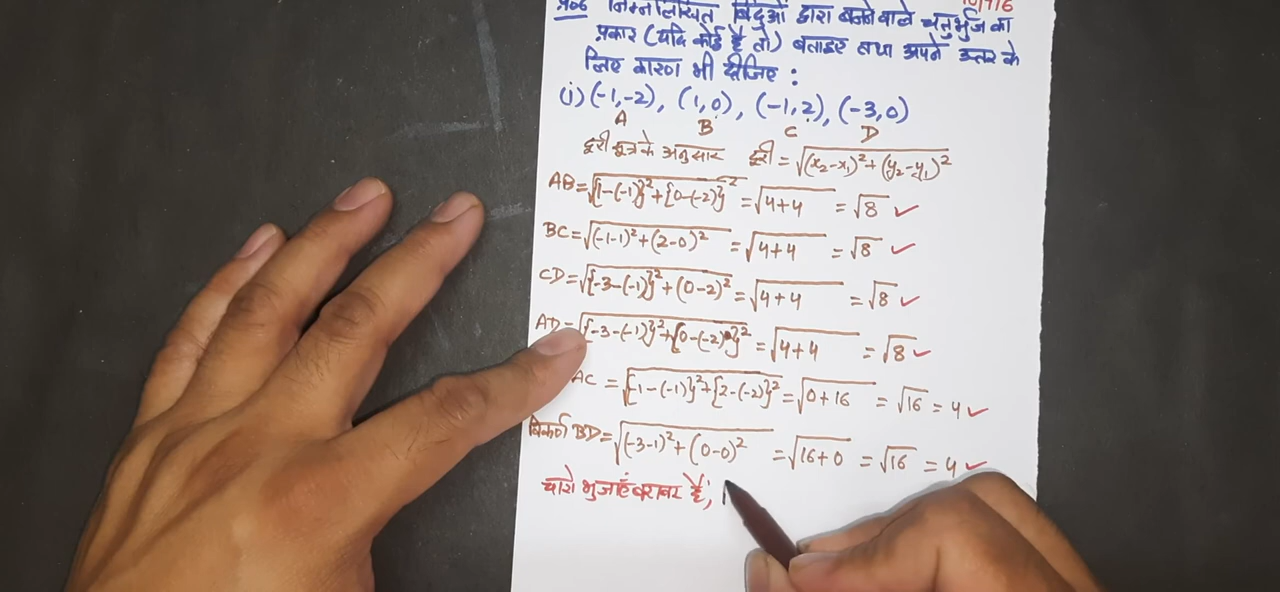 प्र०६ निम्नलिखित बिंदुओं द्वारा बनने वाले चतुर्भुज का
प्रकार (यदि कोई है तो) बताइए तथा अपने उत्तर के
लिए कारण भी दीजिए :
(i) (-1,-2), (1,0), (-1,2), (-3,0)
A B C D
दूरी सूत्र के अनुसार दूरी = √(x₂-x₁)²+(y₂-y₁)²
AB=√{1-(-1)}²+{0-(-2)}² =√4+4 =√8 ✓
BC=√(-1-1)²+(2-0)² =√4+4 =√8 ✓
CD=√{-3-(-1)}²+(0-2)² =√4+4 =√8 ✓
AD=√{-3-(-1)}²+{0-(-2)}² =√4+4 =√8 ✓
AC =√{-1-(-1)}²+{2-(-2)}² =√0+16 =√16 = 4 ✓
विकर्ण BD=√(-3-1)²+(0-0)² =√16+0 =√16 = 4 ✓
चारो भुजाएँ बराबर हैं,